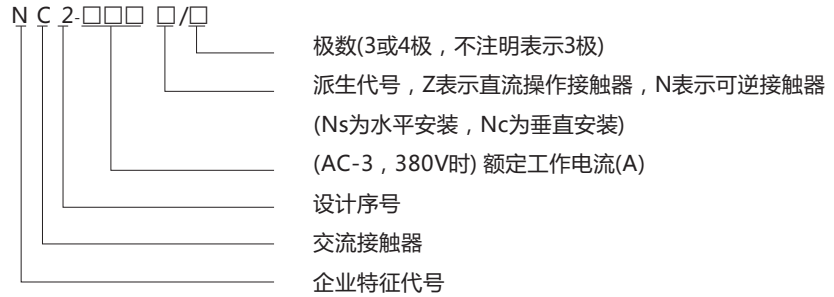 N C 2-□□□ □/□
极数(3或4极，不注明表示3极)
派生代号，Z表示直流操作接触器，N表示可逆接触器
(Ns为水平安装，Nc为垂直安装)
(AC-3，380V时) 额定工作电流(A)
设计序号
交流接触器
企业特征代号